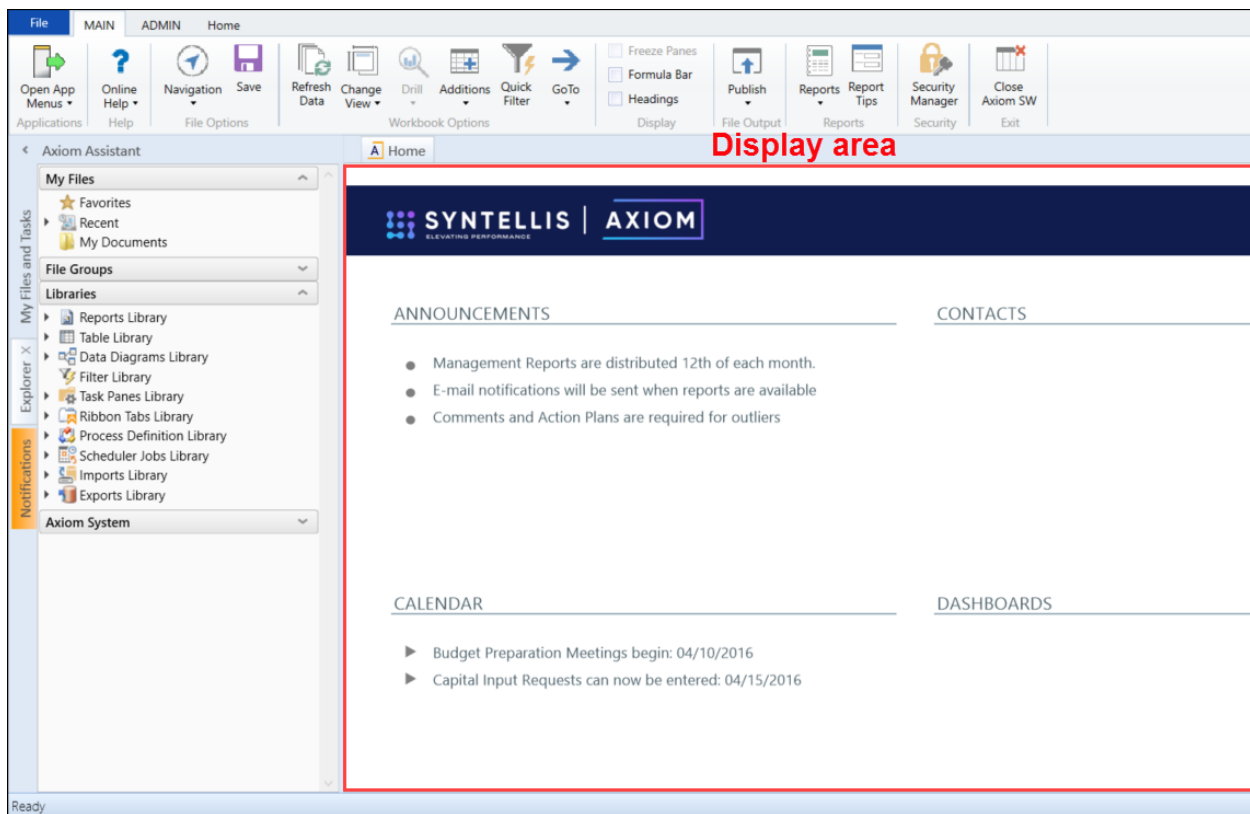 File MAIN ADMIN Home
Open App Menus
Online Help
Navigation
Save
Refresh Data
Change View
Drill
Additions
Quick Filter
GoTo
Freeze Panes
Formula Bar
Headings
Publish
Reports
Report Tips
Security Manager
Close Axiom SW
Applications Help File Options Workbook Options Display File Output Reports Security Exit
Axiom Assistant
A Home
Display area
My Files and Tasks
Explorer
Notifications
My Files
Favorites
Recent
My Documents
File Groups
Libraries
Reports Library
Table Library
Data Diagrams Library
Filter Library
Task Panes Library
Ribbon Tabs Library
Process Definition Library
Scheduler Jobs Library
Imports Library
Exports Library
Axiom System
SYNTELLIS | AXIOM
ELEVATING PERFORMANCE
ANNOUNCEMENTS
Management Reports are distributed 12th of each month.
E-mail notifications will be sent when reports are available
Comments and Action Plans are required for outliers
CONTACTS
CALENDAR
Budget Preparation Meetings begin: 04/10/2016
Capital Input Requests can now be entered: 04/15/2016
DASHBOARDS
Ready